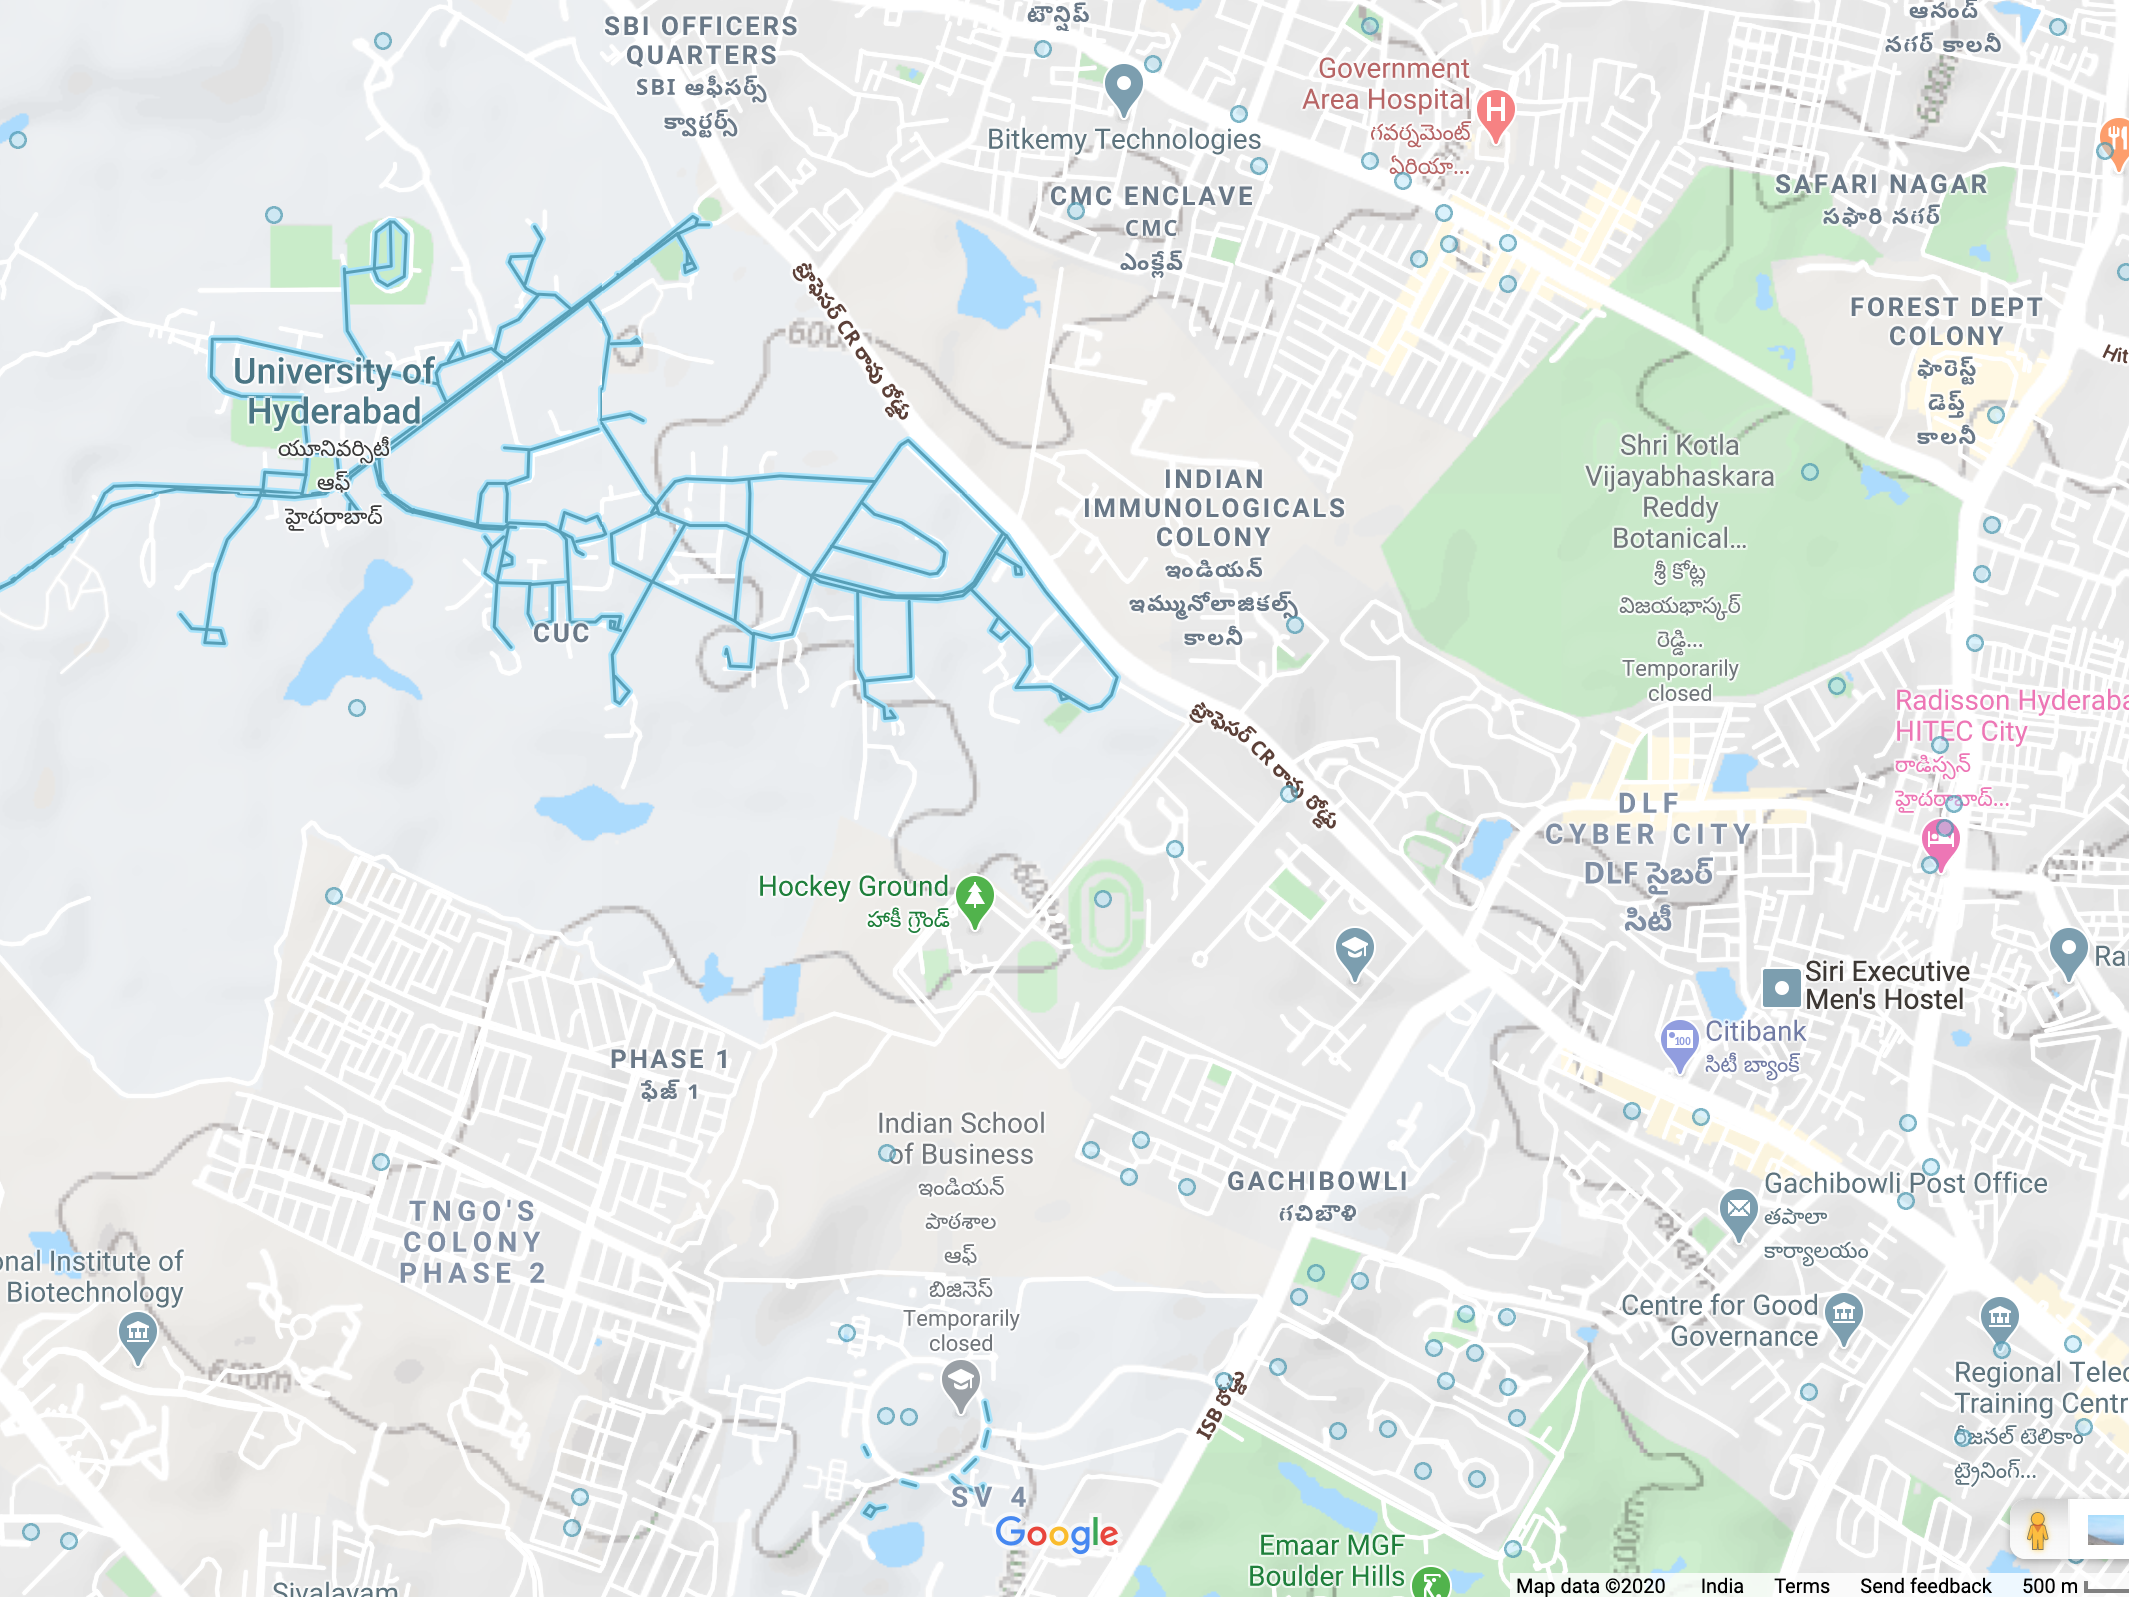 SBI OFFICERS
QUARTERS
SBI ఆఫీసర్స్
క్వార్టర్స్
టౌన్షిప్
Bitkemy Technologies
Government
Area Hospital
గవర్నమెంట్
ఏరియా...
ఆనంద్
నగర్ కాలనీ
600m
CMC ENCLAVE
CMC
ఎంక్లేవ్
SAFARI NAGAR
సఫారి నగర్
ప్రొఫెసర్ CR రావు రోడ్డు
FOREST DEPT
COLONY
ఫారెస్ట్
డెప్ట్
కాలనీ
Hit
University of
Hyderabad
యూనివర్సిటీ
ఆఫ్
హైదరాబాద్
INDIAN
IMMUNOLOGICALS
COLONY
ఇండియన్
ఇమ్మునోలాజికల్స్
కాలనీ
Shri Kotla
Vijayabhaskara
Reddy
Botanical...
శ్రీ కోట్ల
విజయభాస్కర్
రెడ్డి...
Temporarily
closed
CUC
ప్రొఫెసర్ CR రావు రోడ్డు
Radisson Hyderaba
HITEC City
రాడిస్సన్
హైదరాబాద్...
DLF
CYBER CITY
DLF సైబర్
సిటీ
Hockey Ground
హాకీ గ్రౌండ్
Siri Executive
Men's Hostel
Ra
Citibank
సిటీ బ్యాంక్
100
PHASE 1
ఫేజ్ 1
Indian School
of Business
ఇండియన్
పాఠశాల
ఆఫ్
బిజినెస్
Temporarily
closed
GACHIBOWLI
గచిబౌళి
Gachibowli Post Office
తపాలా
కార్యాలయం
TNGO'S
COLONY
PHASE 2
onal Institute of
Biotechnology
600m
Centre for Good
Governance
Regional Telec
Training Centr
రీజనల్ టెలికాం
ట్రైనింగ్...
ISB రోడ్డు
SV 4
Google
Emaar MGF
Boulder Hills
600m
Sivalayam
Map data ©2020 India Terms Send feedback 500 m